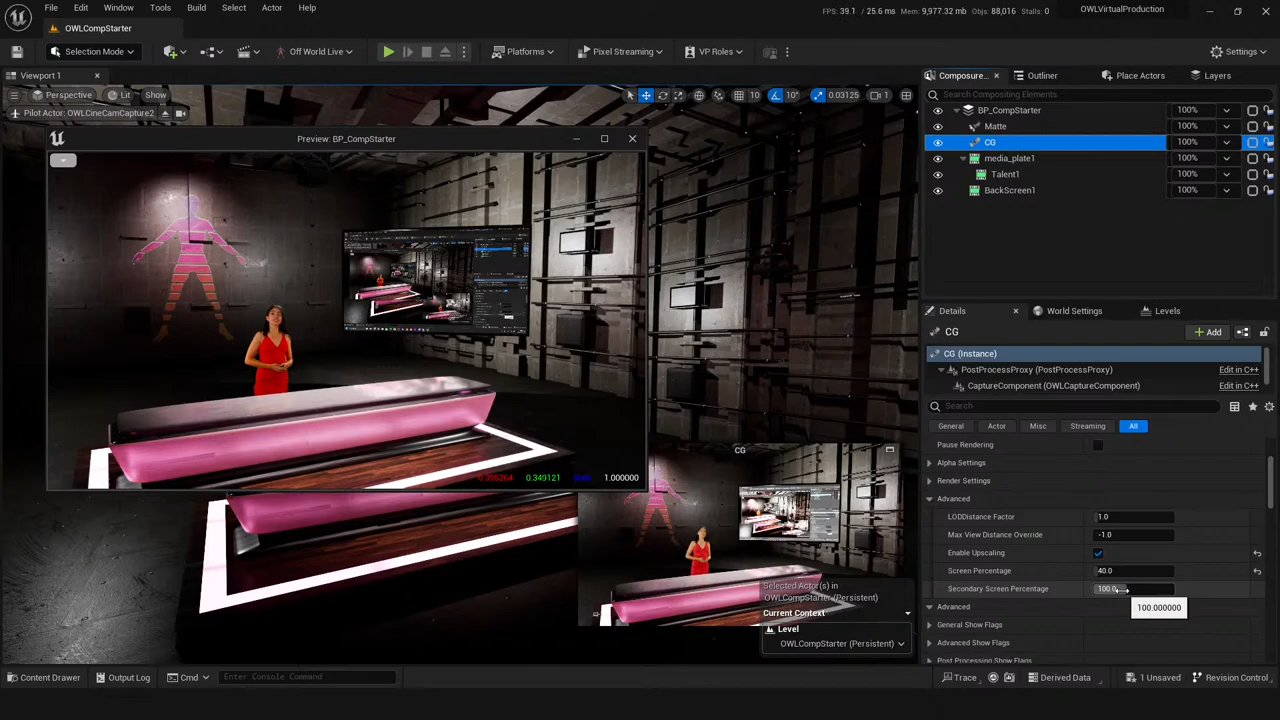 File Edit Window Tools Build Select Actor Help
FPS: 39.1 / 25.6 ms Mem: 9,977.32 mb Objs: 88,016 Stalls: 0
OWLVirtualProduction
OWLCompStarter
Selection Mode
Off World Live
Platforms
Pixel Streaming
VP Roles
Settings
Viewport 1
Perspective Lit Show
10 10° 0.03125 1
Pilot Actor: OWLCineCamCapture2
Preview: BP_CompStarter
0.349121 1.000000
CG
Selected Actor(s) in
OWLCompStarter (Persistent)
Current Context
Level
OWLCompStarter (Persistent)
Composure... Outliner Place Actors Layers
Search Compositing Elements
BP_CompStarter 100%
Matte 100%
CG 100%
media_plate1 100%
Talent1 100%
BackScreen1 100%
Details World Settings Levels
CG
Add
CG (Instance)
PostProcessProxy (PostProcessProxy) Edit in C++
CaptureComponent (OWLCaptureComponent) Edit in C++
Search
General Actor Misc Streaming All
Pause Rendering
Alpha Settings
Render Settings
Advanced
LODDistance Factor 1.0
Max View Distance Override -1.0
Enable Upscaling
Screen Percentage 40.0
Secondary Screen Percentage 100.0
100.000000
Advanced
General Show Flags
Advanced Show Flags
Post Processing Show Flags
Content Drawer Output Log Cmd Enter Console Command
Trace Derived Data 1 Unsaved Revision Control